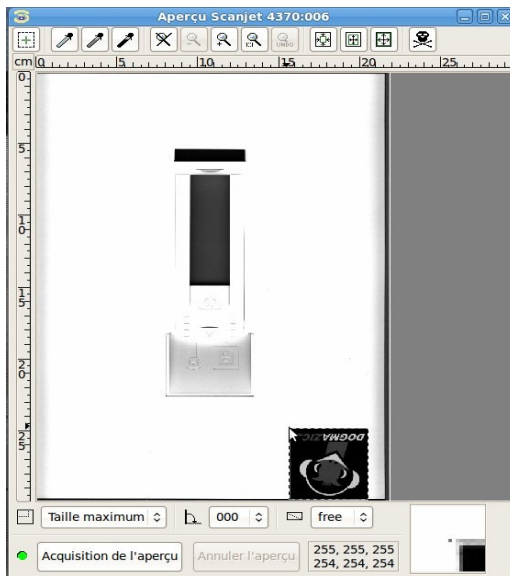 Aperçu Scanjet 4370:006
cm 0 5 10 15 20 25
0
5
10
15
20
25
DOGMAZIC
Taille maximum 000 free
Acquisition de l'aperçu Annuler l'aperçu 255, 255, 255
254, 254, 254